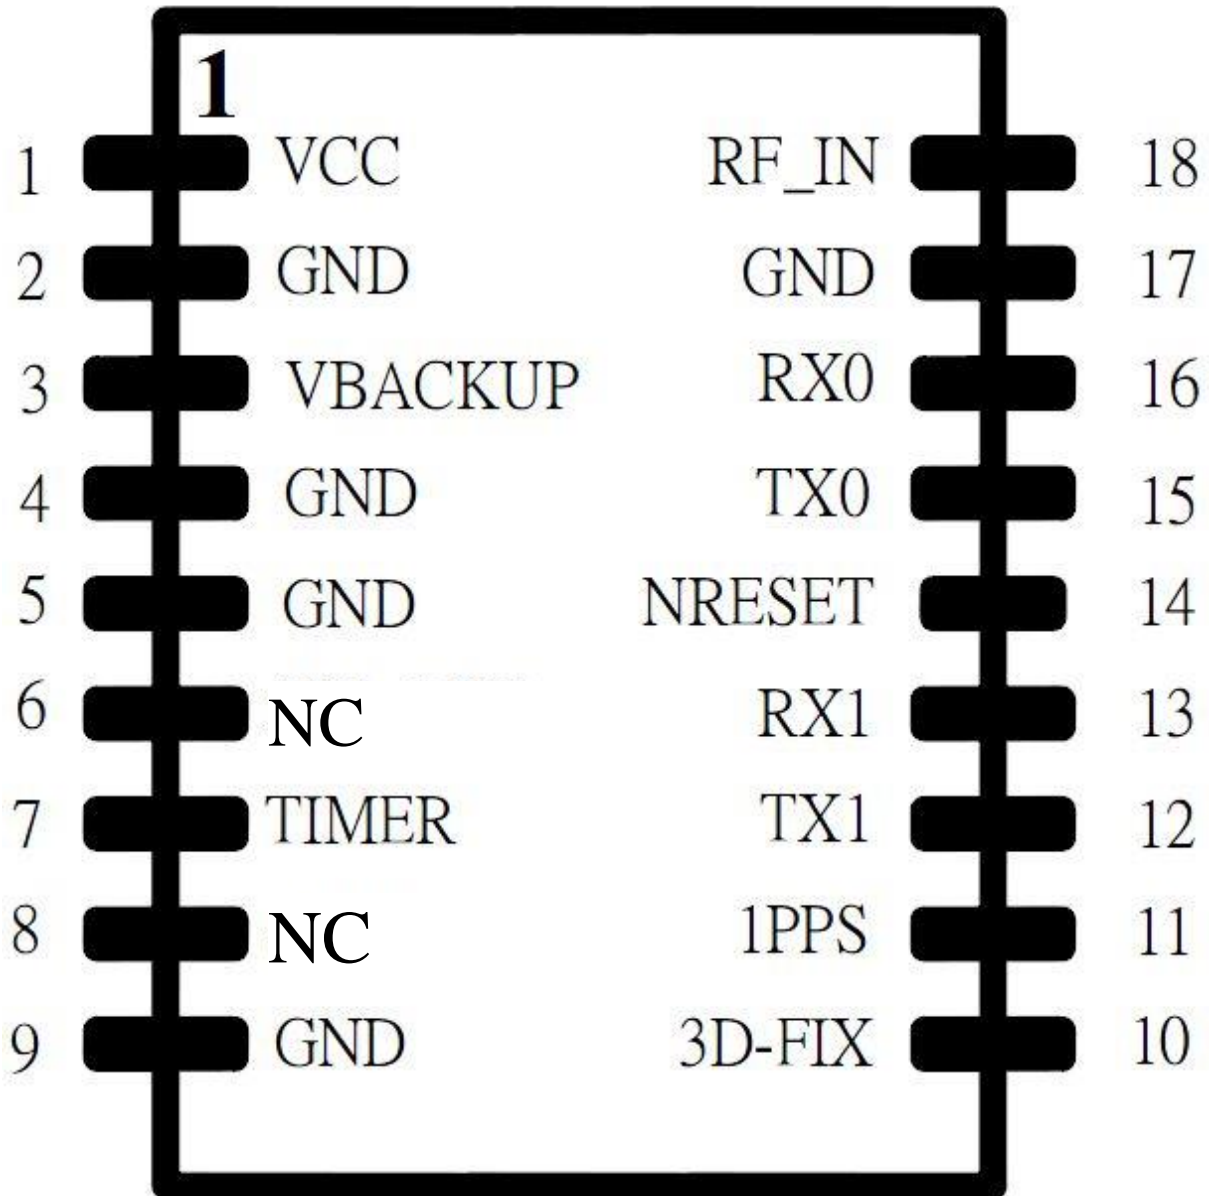 1
1 VCC RF_IN 18
2 GND GND 17
3 VBACKUP RX0 16
4 GND TX0 15
5 GND NRESET 14
6 NC RX1 13
7 TIMER TX1 12
8 NC 1PPS 11
9 GND 3D-FIX 10